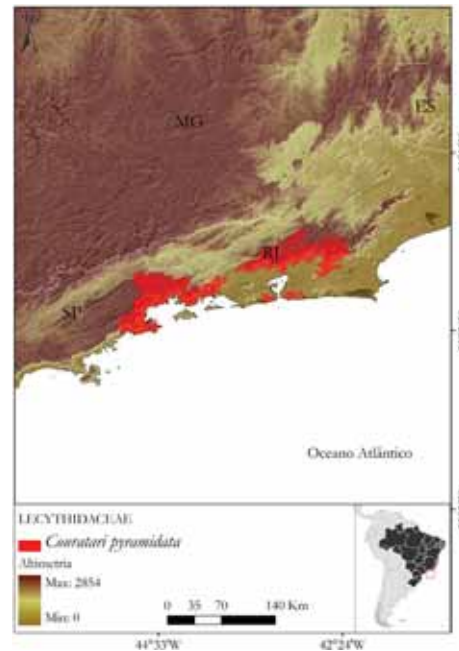 MG
ES
RJ
SP
Oceano Atlântico
LECYTHIDACEAE
Couratari pyramidata
Altimetria
Max: 2854
Min: 0
0 35 70 140 Km
44°33'W 42°24'W